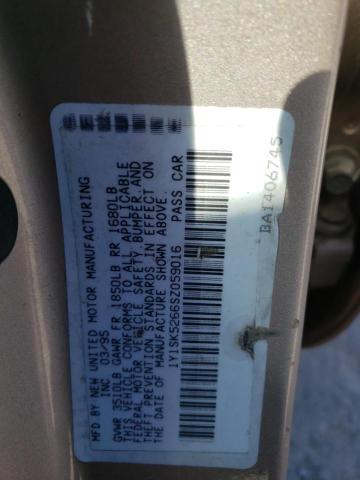 MFD BY NEW UNITED MOTOR MANUFACTURING
INC 03/95
GVWR 3510LB GAWR FR 1850LB RR 1680LB
THIS VEHICLE CONFORMS TO ALL APPLICABLE
FEDERAL MOTOR VEHICLE SAFETY BUMPER,AND
THEFT PREVENTION STANDARDS IN EFFECT ON
THE DATE OF MANUFACTURE SHOWN ABOVE.
1Y1SK5266SZ059016 PASS CAR
BA1406745